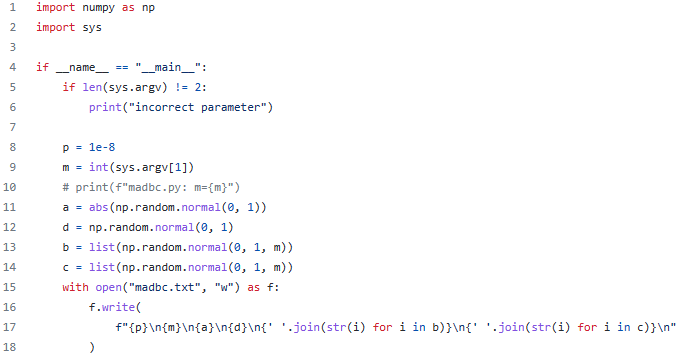 1 import numpy as np
2 import sys
3
4 if __name__ == "__main__":
5     if len(sys.argv) != 2:
6         print("incorrect parameter")
7
8     p = 1e-8
9     m = int(sys.argv[1])
10     # print(f"madbc.py: m={m}")
11     a = abs(np.random.normal(0, 1))
12     d = np.random.normal(0, 1)
13     b = list(np.random.normal(0, 1, m))
14     c = list(np.random.normal(0, 1, m))
15     with open("madbc.txt", "w") as f:
16         f.write(
17             f"{p}\n{m}\n{a}\n{d}\n{' '.join(str(i) for i in b)}\n{' '.join(str(i) for i in c)}\n"
18         )